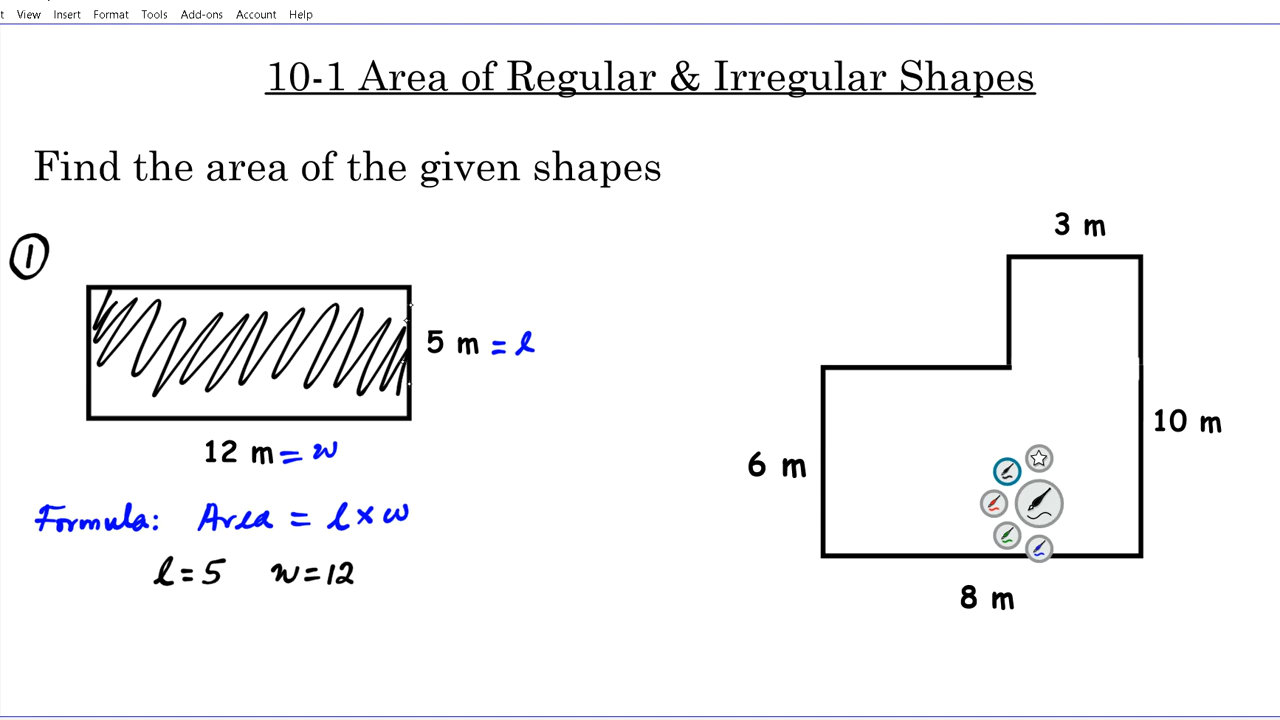 t View Insert Format Tools Add-ons Account Help
10-1 Area of Regular & Irregular Shapes
Find the area of the given shapes
1
5 m = l
12 m = w
Formula: Area = l x w
l = 5 w = 12
3 m
10 m
6 m
8 m